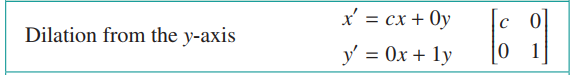 Dilation from the y-axis
x′ = cx + 0y
y′ = 0x + 1y
[c 0]
[0 1]